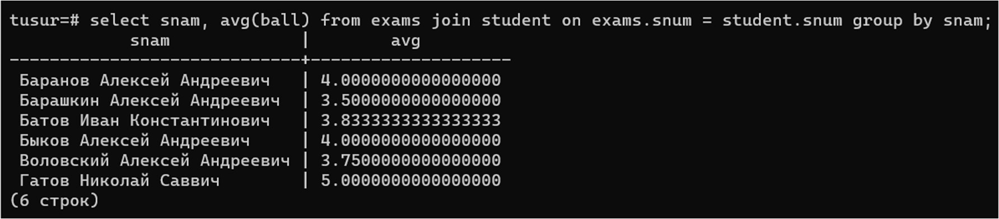 tusur=# select snam, avg(ball) from exams join student on exams.snum = student.snum group by snam;
            snam             |        avg
-----------------------------+--------------------
 Баранов Алексей Андреевич   | 4.0000000000000000
 Барашкин Алексей Андреевич  | 3.5000000000000000
 Батов Иван Константинович   | 3.8333333333333333
 Быков Алексей Андреевич     | 4.0000000000000000
 Воловский Алексей Андреевич | 3.7500000000000000
 Гатов Николай Саввич        | 5.0000000000000000
(6 строк)